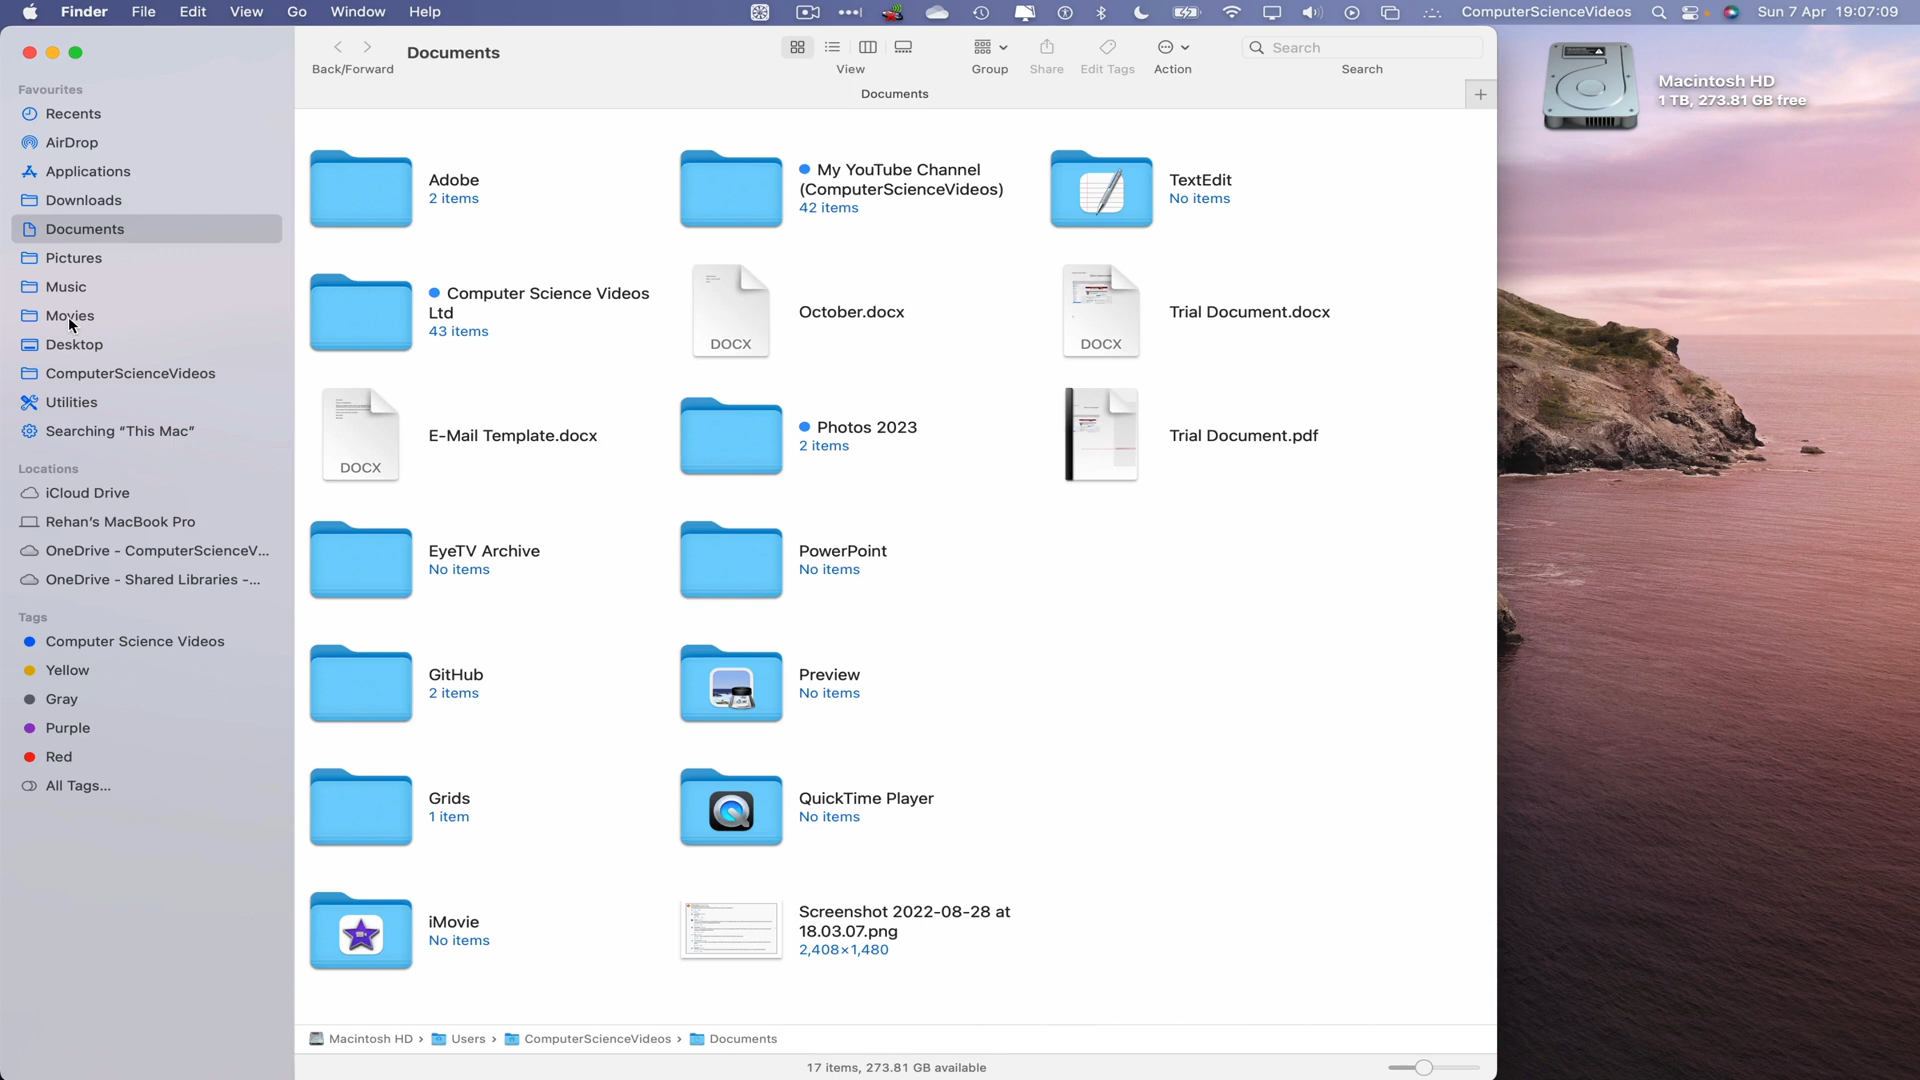 Finder File Edit View Go Window Help
ComputerScienceVideos Sun 7 Apr 19:07:09
Back/Forward
Documents
View
Group
Share
Edit Tags
Action
Search
Search
Documents
Favourites
Recents
AirDrop
Applications
Downloads
Documents
Pictures
Music
Movies
Desktop
ComputerScienceVideos
Utilities
Searching “This Mac”
Locations
iCloud Drive
Rehan’s MacBook Pro
OneDrive - ComputerScienceV...
OneDrive - Shared Libraries -...
Tags
Computer Science Videos
Yellow
Gray
Purple
Red
All Tags...
Adobe
2 items
My YouTube Channel
(ComputerScienceVideos)
42 items
TextEdit
No items
Computer Science Videos
Ltd
43 items
DOCX
October.docx
DOCX
Trial Document.docx
DOCX
E-Mail Template.docx
Photos 2023
2 items
Trial Document.pdf
EyeTV Archive
No items
PowerPoint
No items
GitHub
2 items
Preview
No items
Grids
1 item
QuickTime Player
No items
iMovie
No items
Screenshot 2022-08-28 at
18.03.07.png
2,408×1,480
Macintosh HD › Users › ComputerScienceVideos › Documents
17 items, 273.81 GB available
Macintosh HD
1 TB, 273.81 GB free